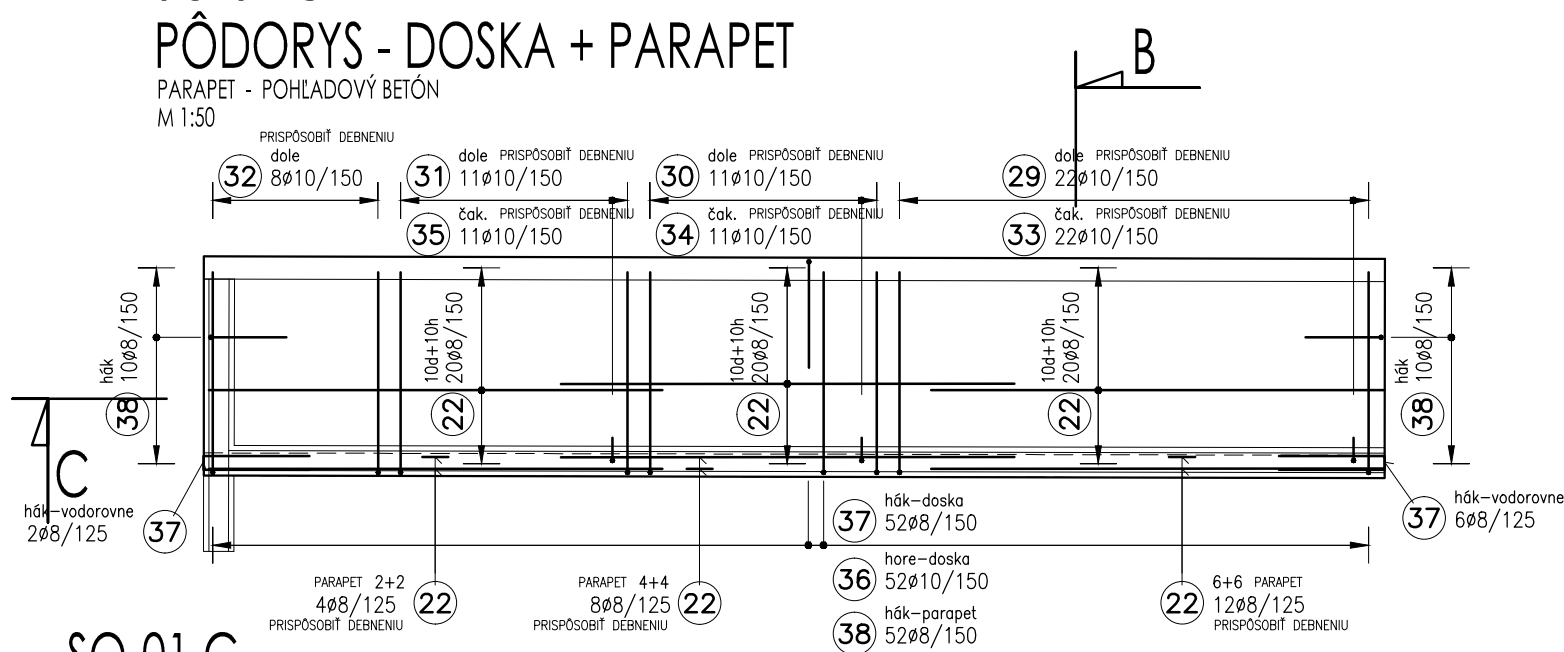 PÔDORYS - DOSKA + PARAPET
PARAPET - POHĽADOVÝ BETÓN
M 1:50
B
PRISPÔSOBIŤ DEBNENIU
32 dole
8ø10/150
31 dole PRISPÔSOBIŤ DEBNENIU
11ø10/150
30 dole PRISPÔSOBIŤ DEBNENIU
11ø10/150
29 dole PRISPÔSOBIŤ DEBNENIU
22ø10/150
35 čak. PRISPÔSOBIŤ DEBNENIU
11ø10/150
34 čak. PRISPÔSOBIŤ DEBNENIU
11ø10/150
33 čak. PRISPÔSOBIŤ DEBNENIU
22ø10/150
38 hák
10ø8/150
22 10d+10h
20ø8/150
22 10d+10h
20ø8/150
22 10d+10h
20ø8/150
38 hák
10ø8/150
C
hák-vodorovne
2ø8/125 37
37 hák-doska
52ø8/150
37 hák-vodorovne
6ø8/125
36 hore-doska
52ø10/150
38 hák-parapet
52ø8/150
PARAPET 2+2
4ø8/125 22
PRISPÔSOBIŤ DEBNENIU
PARAPET 4+4
8ø8/125 22
PRISPÔSOBIŤ DEBNENIU
22 6+6 PARAPET
12ø8/125
PRISPÔSOBIŤ DEBNENIU